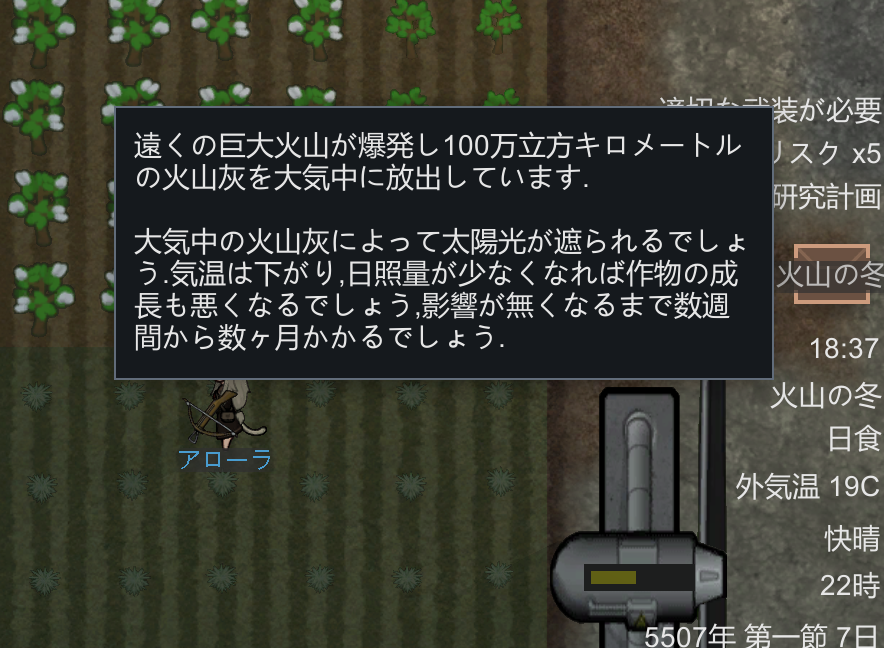 適切な武装が必要
リスク x5
研究計画
遠くの巨大火山が爆発し100万立方キロメートル
の火山灰を大気中に放出しています.
大気中の火山灰によって太陽光が遮られるでしょ
う.気温は下がり,日照量が少なくなれば作物の成
長も悪くなるでしょう,影響が無くなるまで数週
間から数ヶ月かかるでしょう.
火山の冬
18:37
火山の冬
日食
外気温 19C
快晴
22時
5507年 第一節 7日
アローラ